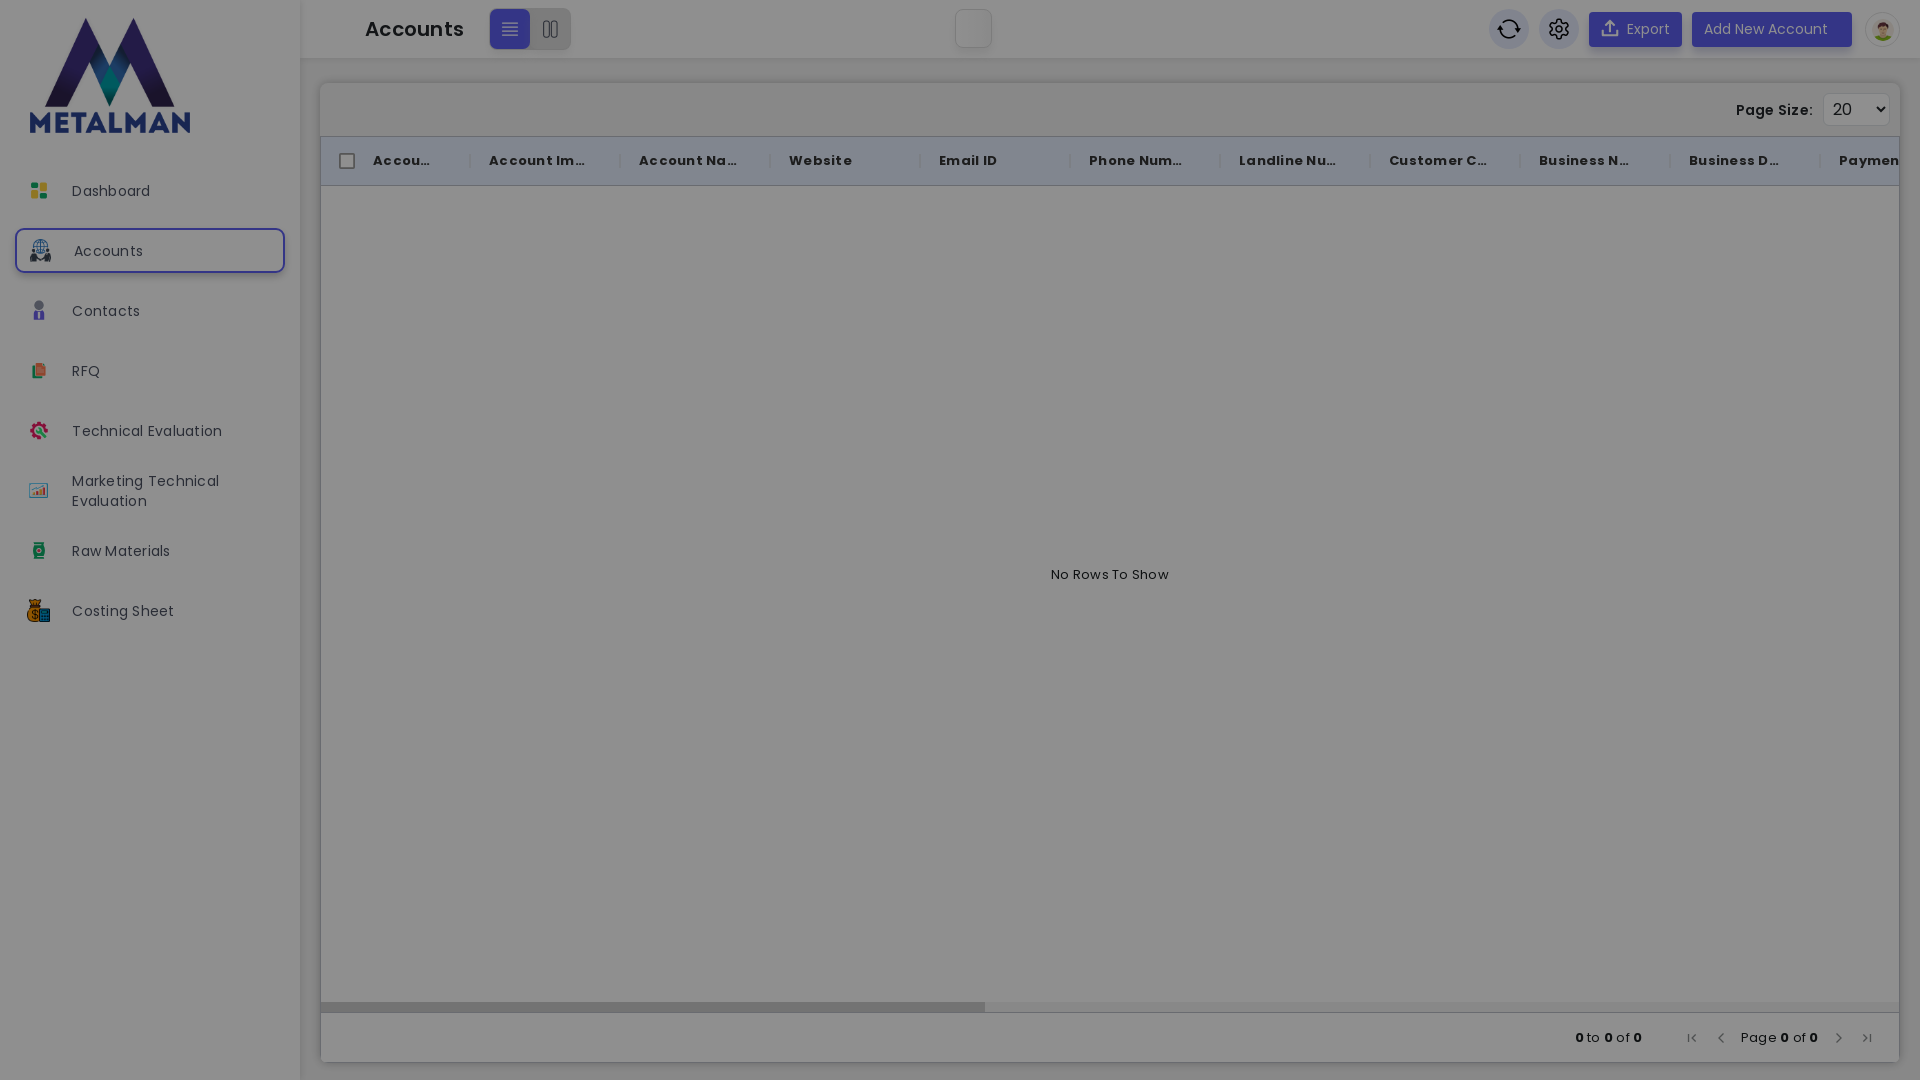 METALMAN
Dashboard
Accounts
Contacts
RFQ
Technical Evaluation
Marketing Technical
Evaluation
Raw Materials
Costing Sheet
Accounts
Export
Add New Account
Page Size:
20
Accou...
Account Im...
Account Na...
Website
Email ID
Phone Num...
Landline Nu...
Customer C...
Business N...
Business D...
Paymen
No Rows To Show
0 to 0 of 0
Page 0 of 0